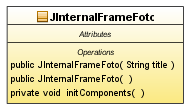 JInternalFrameFoto
Attributes
Operations
public JInternalFrameFoto( String title )
public JInternalFrameFoto( )
private void initComponents( )